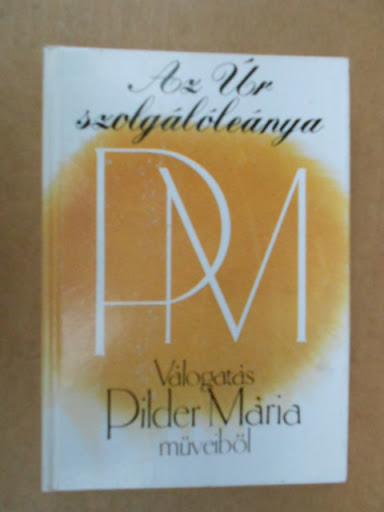 Az Úr
szolgálóleánya
PM
Válogatás
Pilder Mária
műveiből